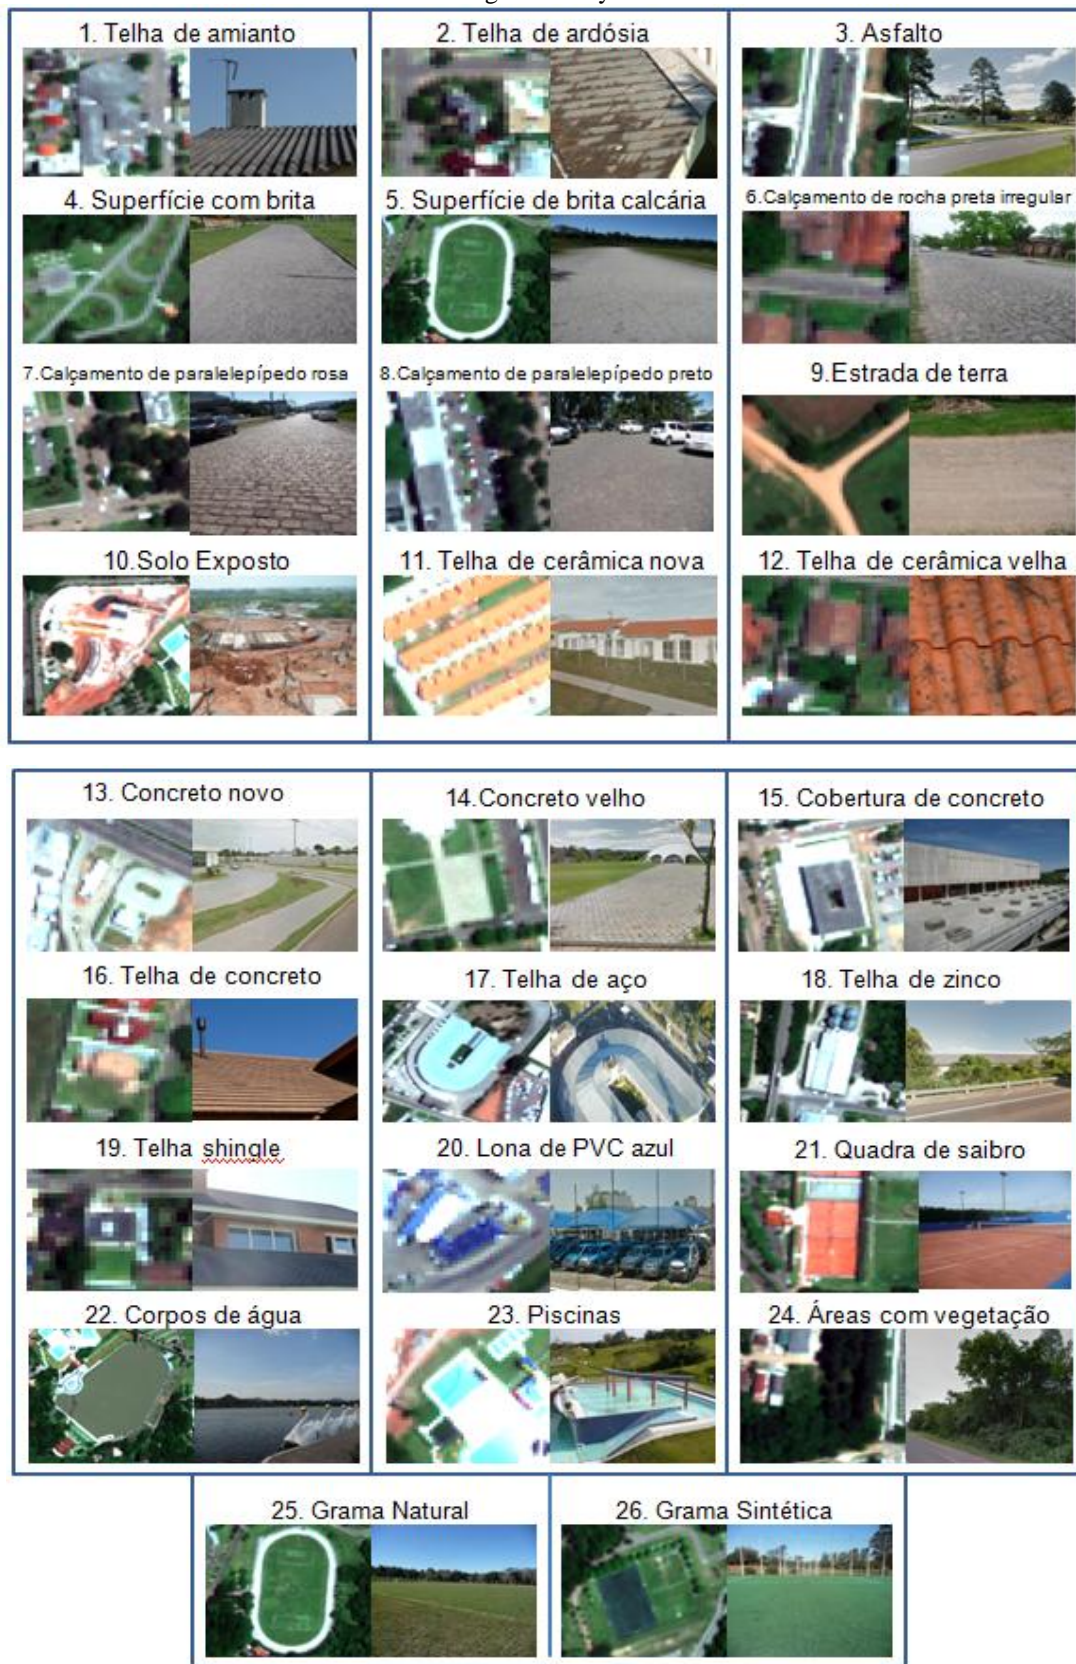 1. Telha de amianto
2. Telha de ardósia
3. Asfalto
4. Superfície com brita
5. Superfície de brita calcária
6.Calçamento de rocha preta irregular
7.Calçamento de paralelepípedo rosa
8.Calçamento de paralelepípedo preto
9.Estrada de terra
10.Solo Exposto
11. Telha de cerâmica nova
12. Telha de cerâmica velha
13. Concreto novo
14.Concreto velho
15. Cobertura de concreto
16. Telha de concreto
17. Telha de aço
18. Telha de zinco
19. Telha shingle
20. Lona de PVC azul
21. Quadra de saibro
22. Corpos de água
23. Piscinas
24. Áreas com vegetação
25. Grama Natural
26. Grama Sintética